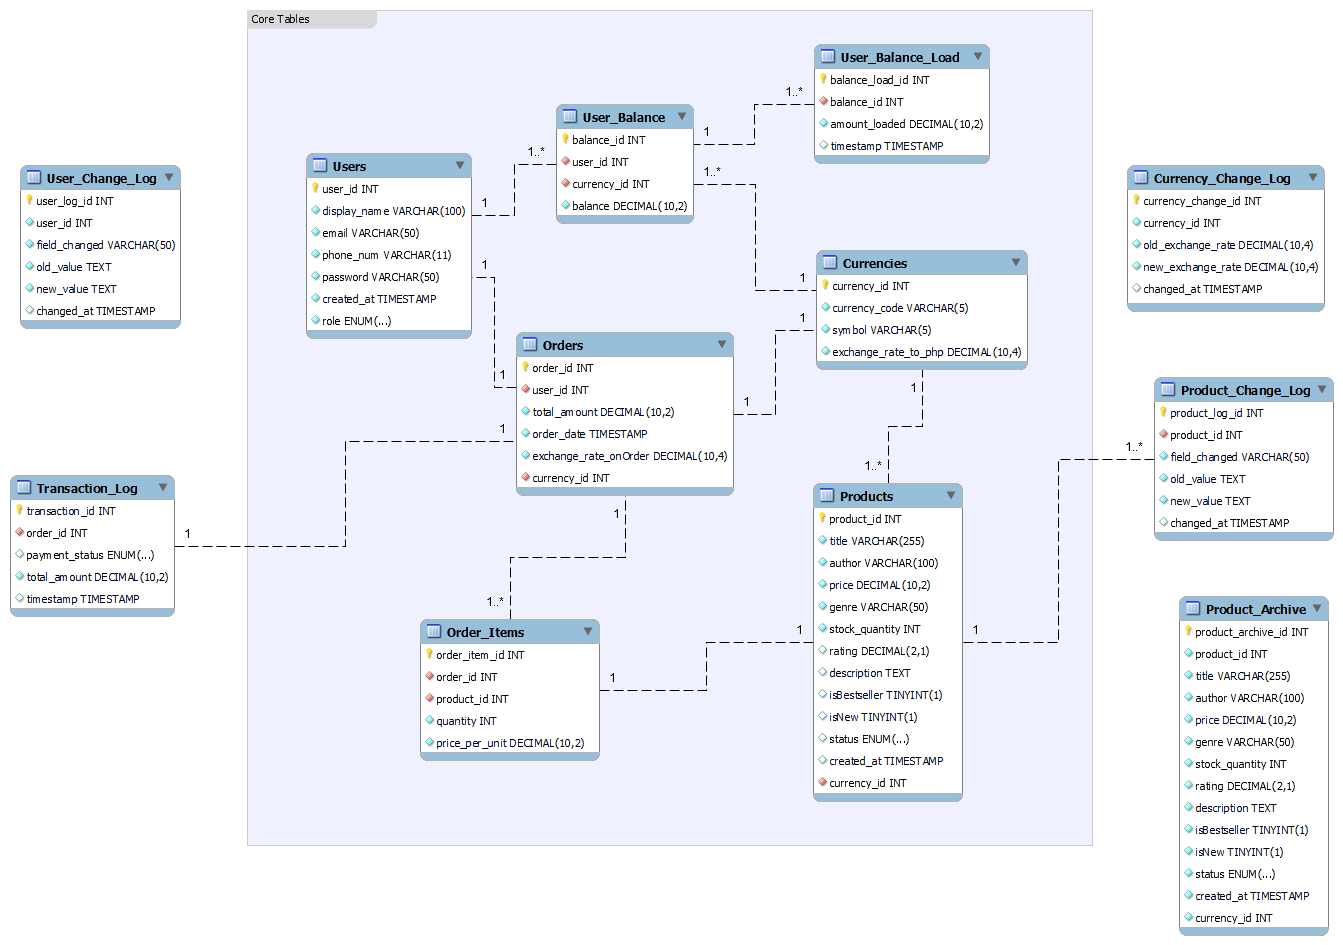 Core Tables
User_Balance_Load
balance_load_id INT
balance_id INT
amount_loaded DECIMAL(10,2)
timestamp TIMESTAMP
1..*
1
User_Balance
balance_id INT
user_id INT
currency_id INT
balance DECIMAL(10,2)
1..*
1..*
Users
user_id INT
display_name VARCHAR(100)
email VARCHAR(50)
phone_num VARCHAR(11)
password VARCHAR(50)
created_at TIMESTAMP
role ENUM(...)
1
1
User_Change_Log
user_log_id INT
user_id INT
field_changed VARCHAR(50)
old_value TEXT
new_value TEXT
changed_at TIMESTAMP
Currency_Change_Log
currency_change_id INT
currency_id INT
old_exchange_rate DECIMAL(10,4)
new_exchange_rate DECIMAL(10,4)
changed_at TIMESTAMP
Currencies
currency_id INT
currency_code VARCHAR(5)
symbol VARCHAR(5)
exchange_rate_to_php DECIMAL(10,4)
1
1
1
Orders
order_id INT
user_id INT
total_amount DECIMAL(10,2)
order_date TIMESTAMP
exchange_rate_onOrder DECIMAL(10,4)
currency_id INT
1
1
1
1
Product_Change_Log
product_log_id INT
product_id INT
field_changed VARCHAR(50)
old_value TEXT
new_value TEXT
changed_at TIMESTAMP
1..*
Transaction_Log
transaction_id INT
order_id INT
payment_status ENUM(...)
total_amount DECIMAL(10,2)
timestamp TIMESTAMP
1
Products
product_id INT
title VARCHAR(255)
author VARCHAR(100)
price DECIMAL(10,2)
genre VARCHAR(50)
stock_quantity INT
rating DECIMAL(2,1)
description TEXT
isBestseller TINYINT(1)
isNew TINYINT(1)
status ENUM(...)
created_at TIMESTAMP
currency_id INT
1..*
1
1
Order_Items
order_item_id INT
order_id INT
product_id INT
quantity INT
price_per_unit DECIMAL(10,2)
1..*
1
Product_Archive
product_archive_id INT
product_id INT
title VARCHAR(255)
author VARCHAR(100)
price DECIMAL(10,2)
genre VARCHAR(50)
stock_quantity INT
rating DECIMAL(2,1)
description TEXT
isBestseller TINYINT(1)
isNew TINYINT(1)
status ENUM(...)
created_at TIMESTAMP
currency_id INT